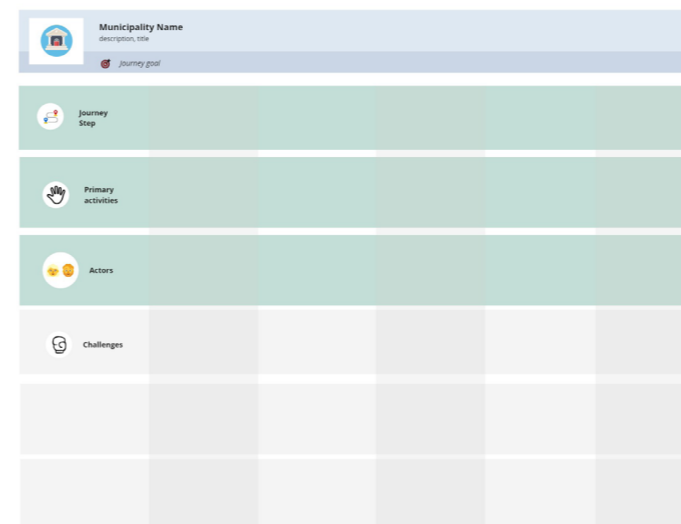 Municipality Name
description, title
Journey goal
Journey
Step
Primary
activities
Actors
Challenges